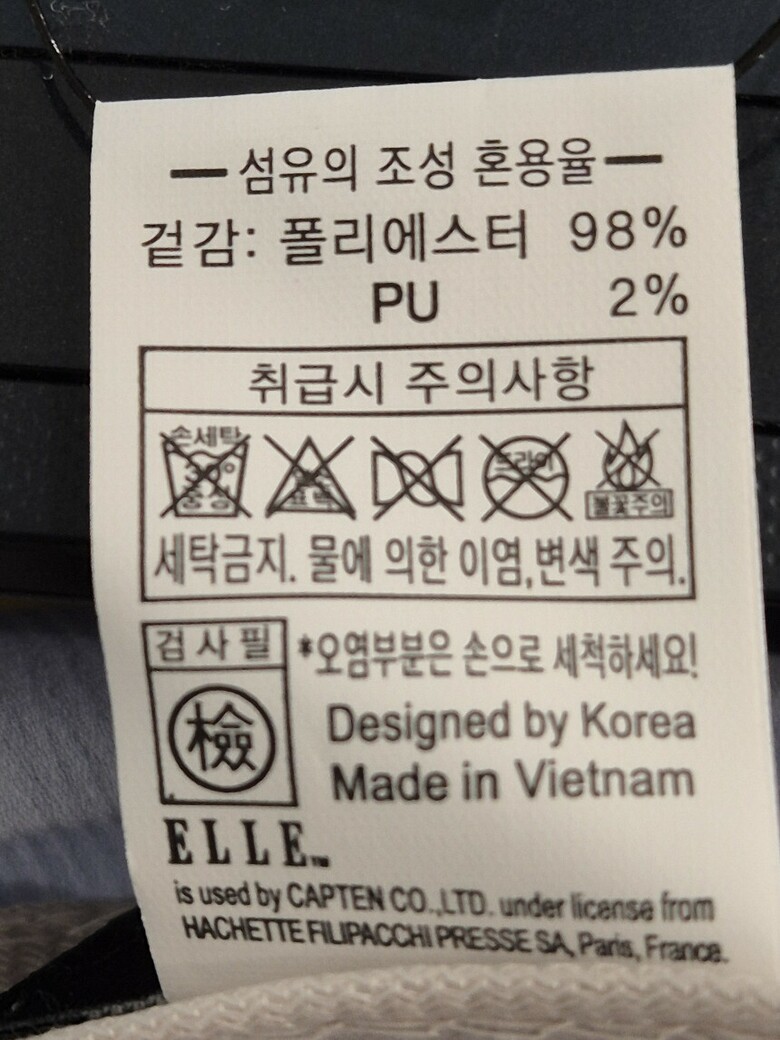 섬유의 조성 혼용율
겉감: 폴리에스터 98%
PU 2%
취급시 주의사항
손세탁
30°
중성
염소
표백
드라이
불꽃주의
세탁금지. 물에 의한 이염,변색 주의.
검사필
檢
*오염부분은 손으로 세척하세요!
Designed by Korea
Made in Vietnam
ELLE™
is used by CAPTEN CO.,LTD. under license from
HACHETTE FILIPACCHI PRESSE SA, Paris, France.